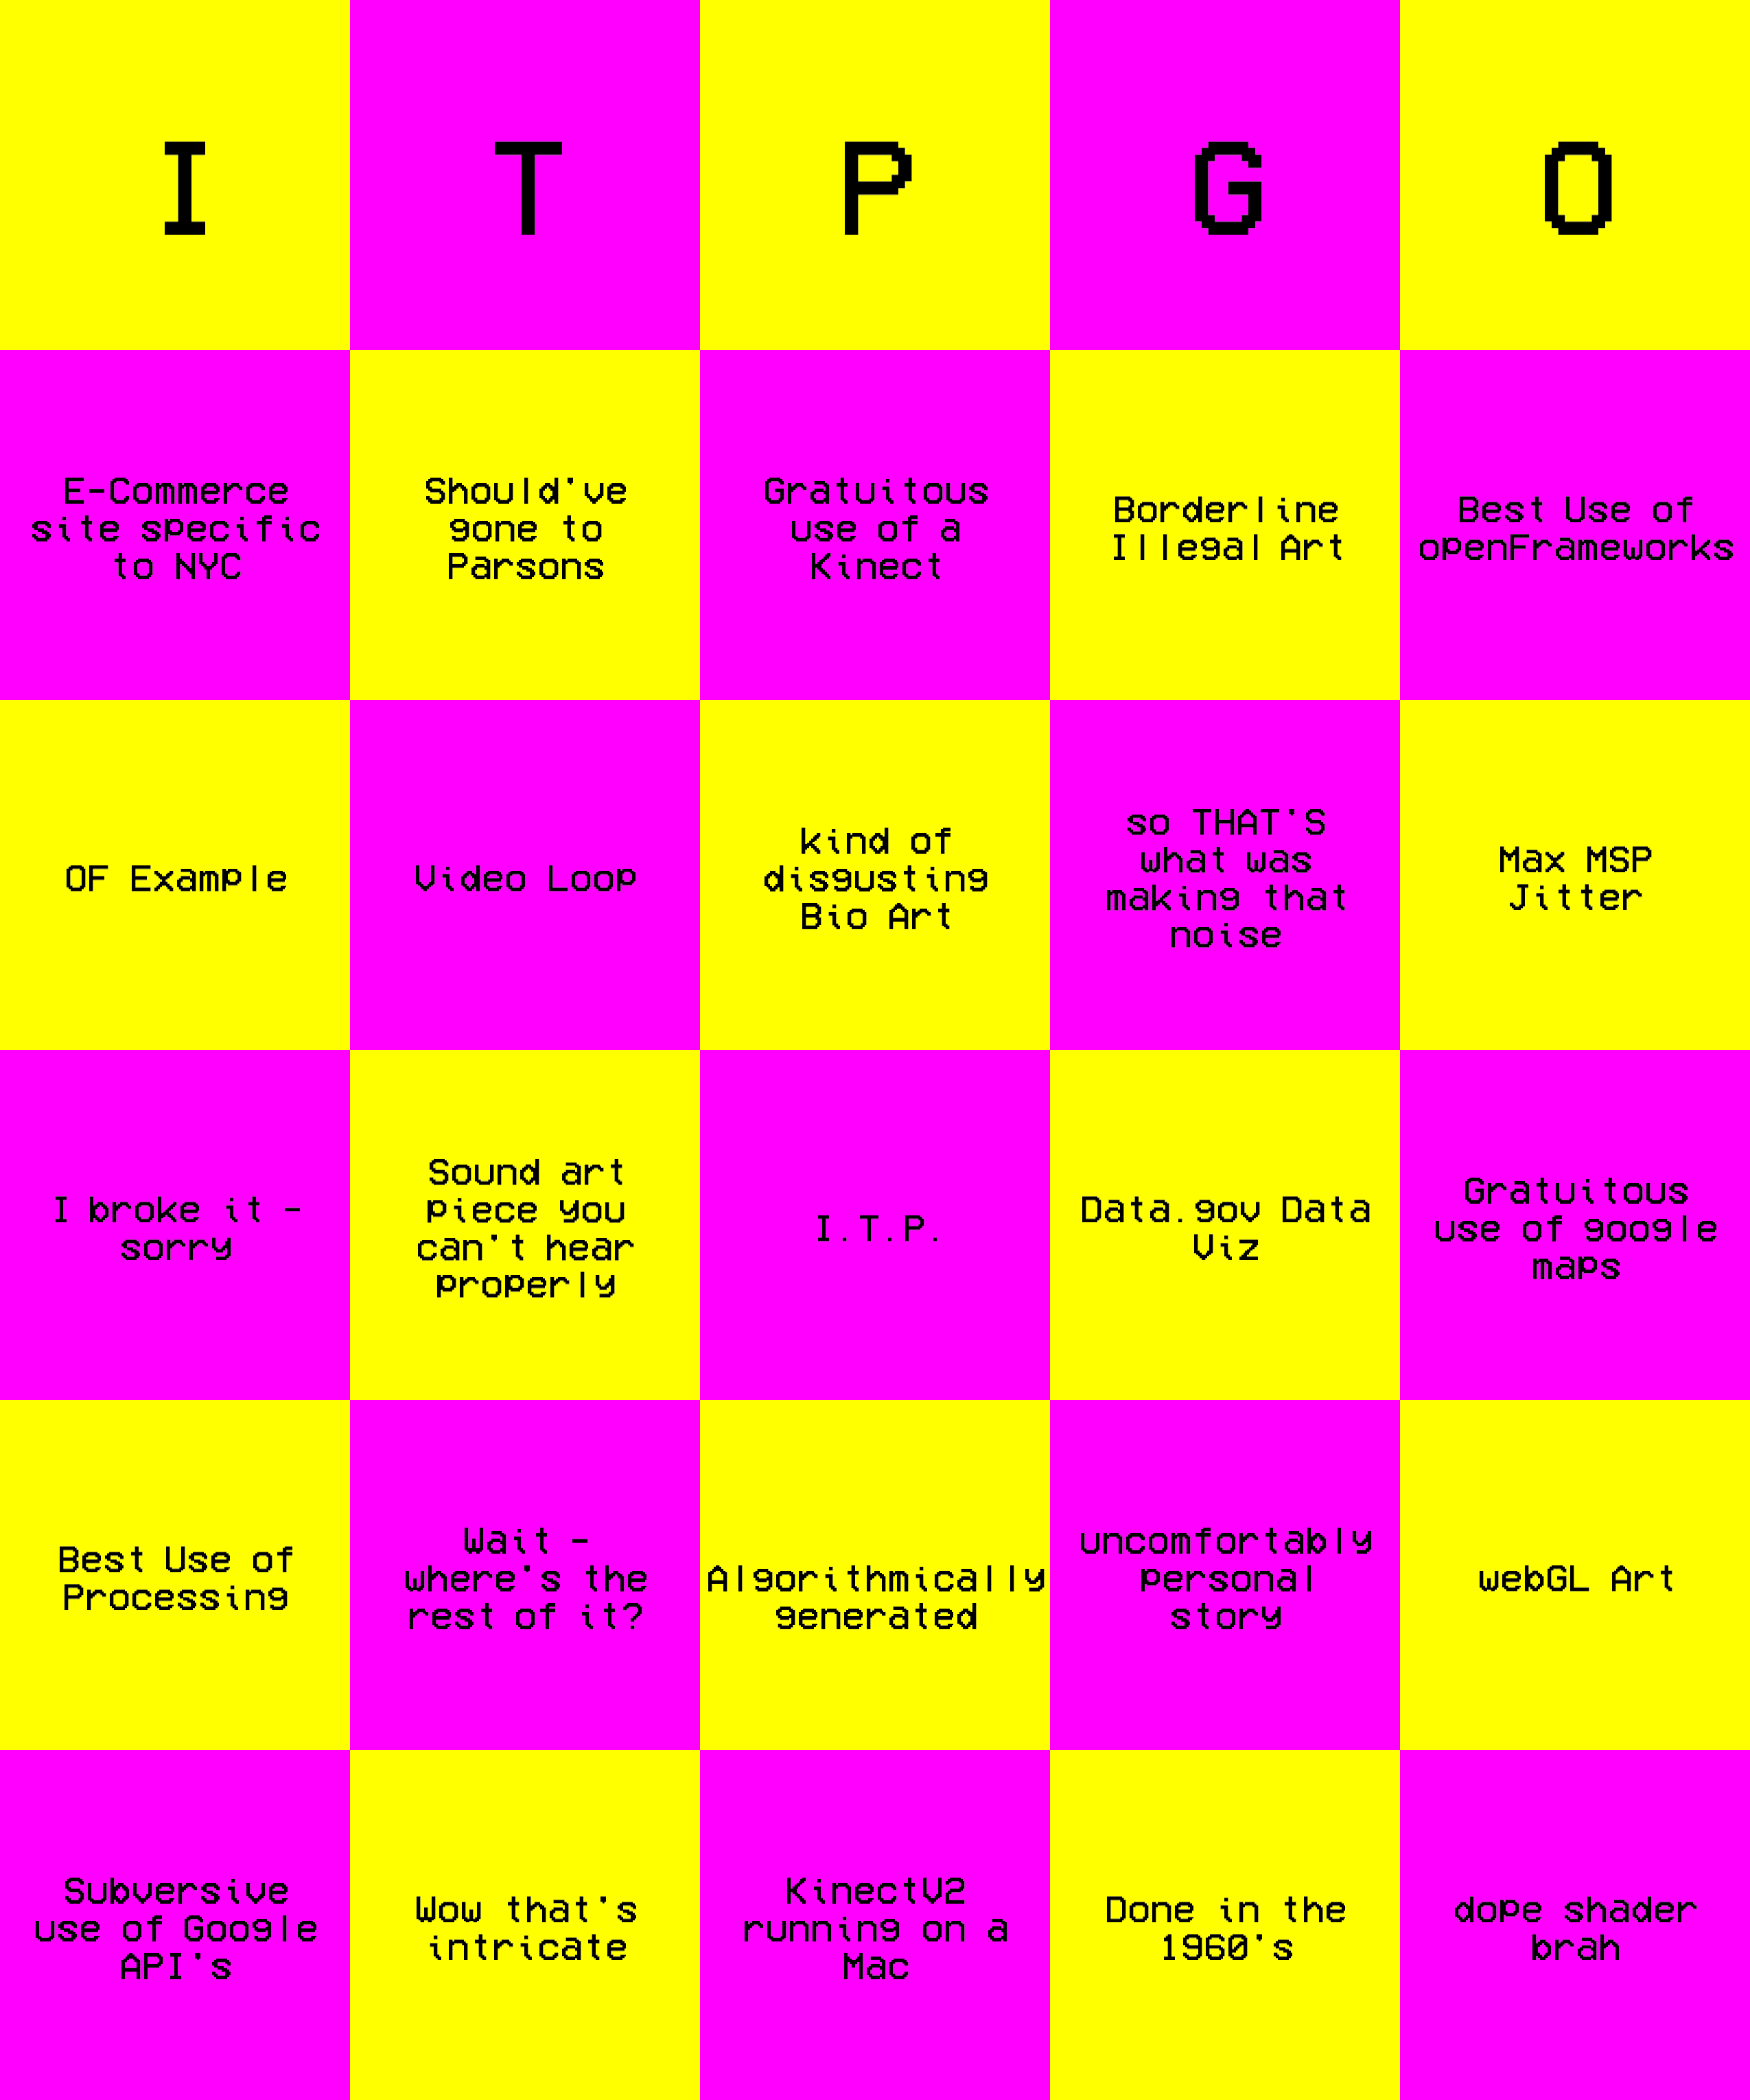 I T P G O
E-Commerce
site specific
to NYC
Should've
gone to
Parsons
Gratuitous
use of a
Kinect
Borderline
Illegal Art
Best Use of
openFrameworks
OF Example
Video Loop
kind of
disgusting
Bio Art
so THAT'S
what was
making that
noise
Max MSP
Jitter
I broke it -
sorry
Sound art
piece you
can't hear
properly
I.T.P.
Data.gov Data
Viz
Gratuitous
use of google
maps
Best Use of
Processing
Wait -
where's the
rest of it?
Algorithmically
generated
uncomfortably
personal
story
webGL Art
Subversive
use of Google
API's
Wow that's
intricate
KinectV2
running on a
Mac
Done in the
1960's
dope shader
brah